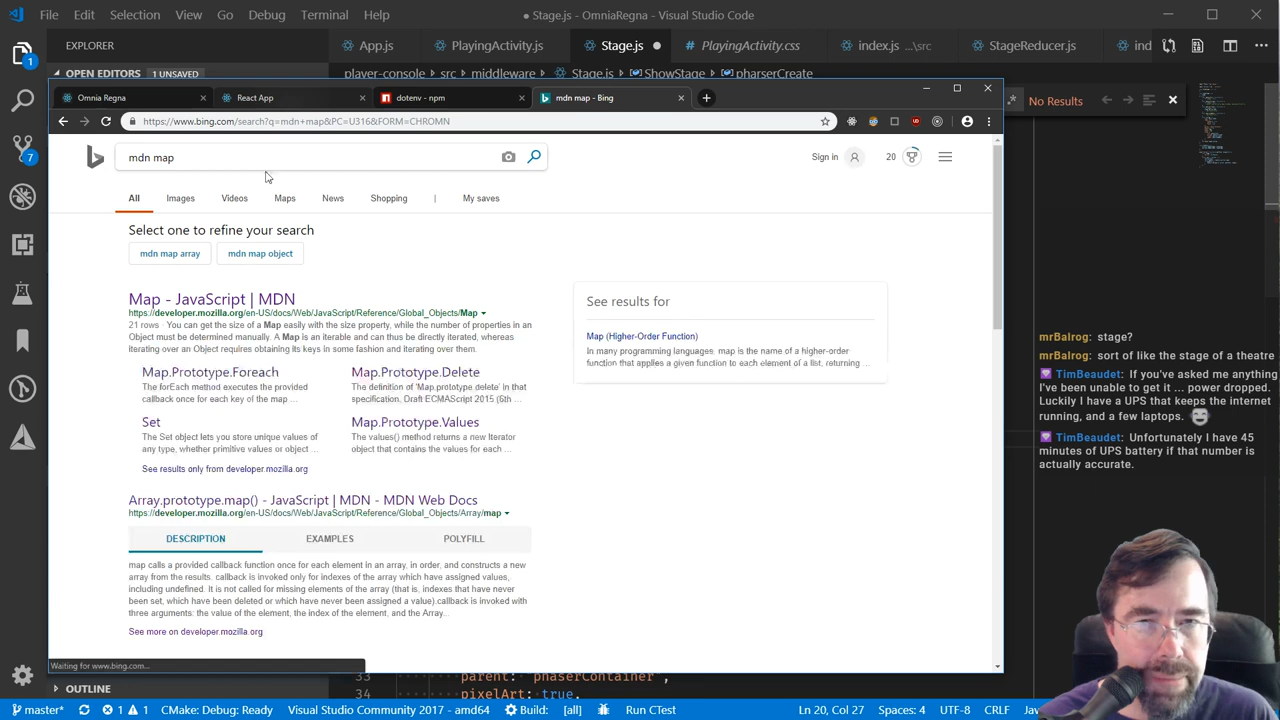 File Edit Selection View Go Debug Terminal Help
● Stage.js - OmniaRegna - Visual Studio Code
EXPLORER
App.js PlayingActivity.js Stage.js ● PlayingActivity.css index.js ...\src StageReducer.js ind
OPEN EDITORS 1 UNSAVED
player-console src middleware Stage.js ShowStage pharserCreate
Omnia Regna
React App
dotenv - npm
mdn map - Bing
No Results
https://www.bing.com/search?q=mdn+map&PC=U316&FORM=CHROMN
mdn map
Sign in
20
All Images Videos Maps News Shopping | My saves
Select one to refine your search
mdn map array
mdn map object
Map - JavaScript | MDN
https://developer.mozilla.org/en-US/docs/Web/JavaScript/Reference/Global_Objects/Map
21 rows · You can get the size of a Map easily with the size property, while the number of properties in an
Object must be determined manually. A Map is an iterable and can thus be directly iterated, whereas
iterating over an Object requires obtaining its keys in some fashion and iterating over them.
Map.Prototype.Foreach
The forEach method executes the provided
callback once for each key of the map ...
Map.Prototype.Delete
The definition of 'Map.prototype.delete' in that
specification. Draft ECMAScript 2015 (6th ...
Set
The Set object lets you store unique values of
any type, whether primitive values or object ...
Map.Prototype.Values
The values() method returns a new Iterator
object that contains the values for each ...
See results only from developer.mozilla.org
Array.prototype.map() - JavaScript | MDN - MDN Web Docs
https://developer.mozilla.org/en-US/docs/Web/JavaScript/Reference/Global_Objects/Array/map
DESCRIPTION EXAMPLES POLYFILL
map calls a provided callback function once for each element in an array, in order, and constructs a new
array from the results. callback is invoked only for indexes of the array which have assigned values,
including undefined. It is not called for missing elements of the array (that is, indexes that have never
been set, which have been deleted or which have never been assigned a value).callback is invoked with
three arguments: the value of the element, the index of the element, and the Array...
See more on developer.mozilla.org
See results for
Map (Higher-Order Function)
In many programming languages, map is the name of a higher-order
function that applies a given function to each element of a list, returning ...
Waiting for www.bing.com...
mrBalrog: stage?
mrBalrog: sort of like the stage of a theatre
TimBeaudet: If you've asked me anything
I've been unable to get it ... power dropped.
Luckily I have a UPS that keeps the internet
running, and a few laptops.
TimBeaudet: Unfortunately I have 45
minutes of UPS battery if that number is
actually accurate.
1
7
33 parent: "phaserContainer",
34 pixelArt: true,
OUTLINE
master* 1 1 CMake: Debug: Ready Visual Studio Community 2017 - amd64 Build: [all] Run CTest Ln 20, Col 27 Spaces: 4 UTF-8 CRLF